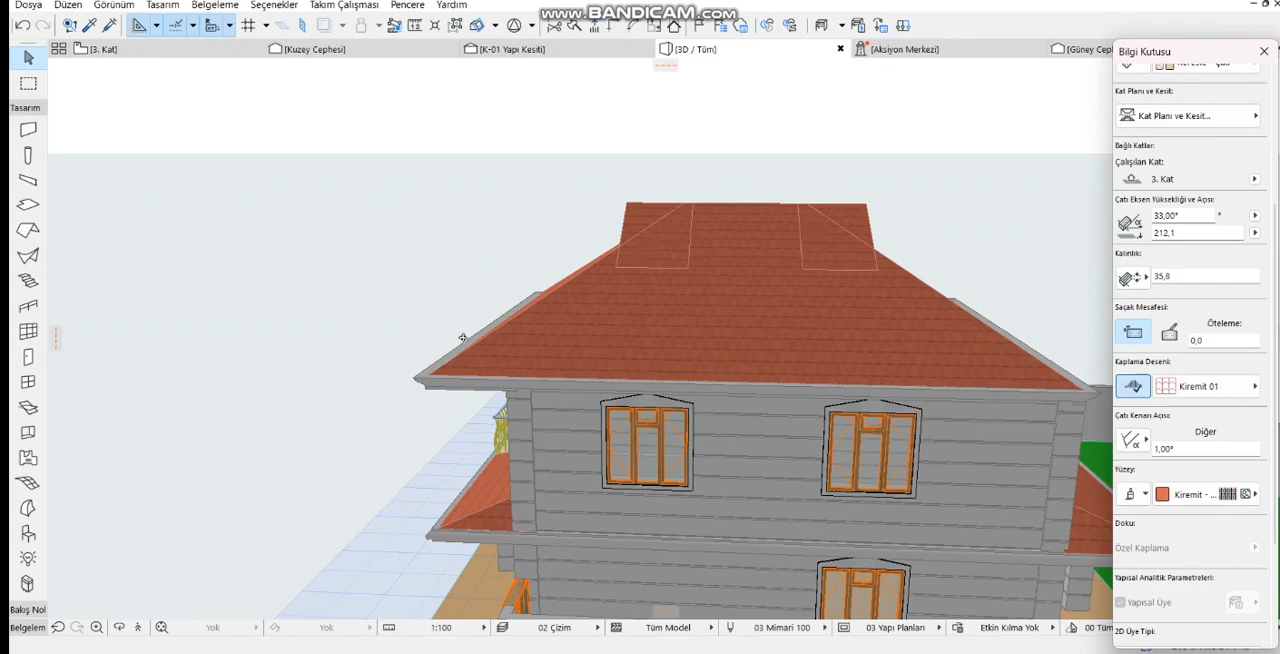 Dosya Düzen Görünüm Tasarım Belgeleme Seçenekler Takım Çalışması Pencere Yardım
www.BANDICAM.com
[3. Kat] [Kuzey Cephesi] [K-01 Yapı Kesiti] [3D / Tüm] [Aksiyon Merkezi] [Güney Cep
Bilgi Kutusu
Kat Planı ve Kesit:
Kat Planı ve Kesit...
Tasarım
Bağlı Katlar:
Çalışılan Kat:
3. Kat
Çatı Eksen Yüksekliği ve Açısı:
33,00° °
212,1
Kalınlık:
35,8
Saçak Mesafesi:
Öteleme:
0,0
Kaplama Deseni:
Kiremit 01
Çatı Kenarı Açısı:
Diğer
1,00°
Yüzey:
Kiremit - ...
Doku:
Özel Kaplama
Yapısal Analitik Parametreleri:
Yapısal Üye
2D Üye Tipi:
Bakış Nol
Belgelem
Yok Yok 1:100 02 Çizim Tüm Model 03 Mimari 100 03 Yapı Planları Etkin Kılma Yok 00 Tüm